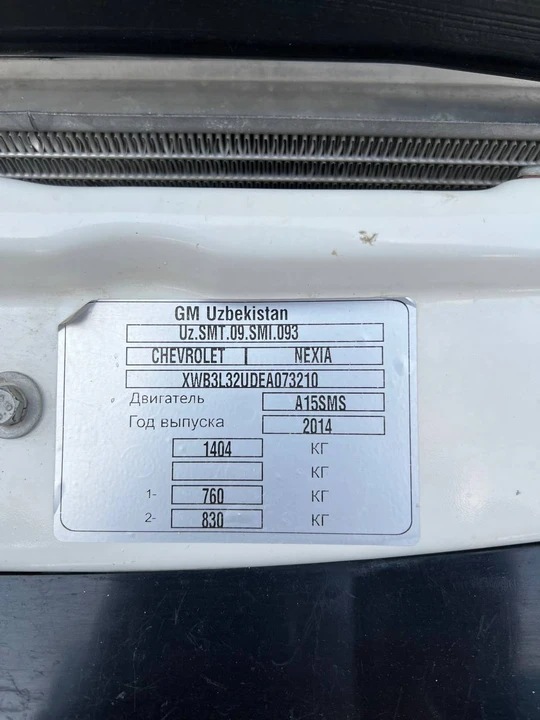 GM Uzbekistan
Uz.SMT.09.SMI.093
CHEVROLET NEXIA
XWB3L32UDEA073210
Двигатель A15SMS
Год выпуска 2014
1404 КГ
КГ
1- 760 КГ
2- 830 КГ